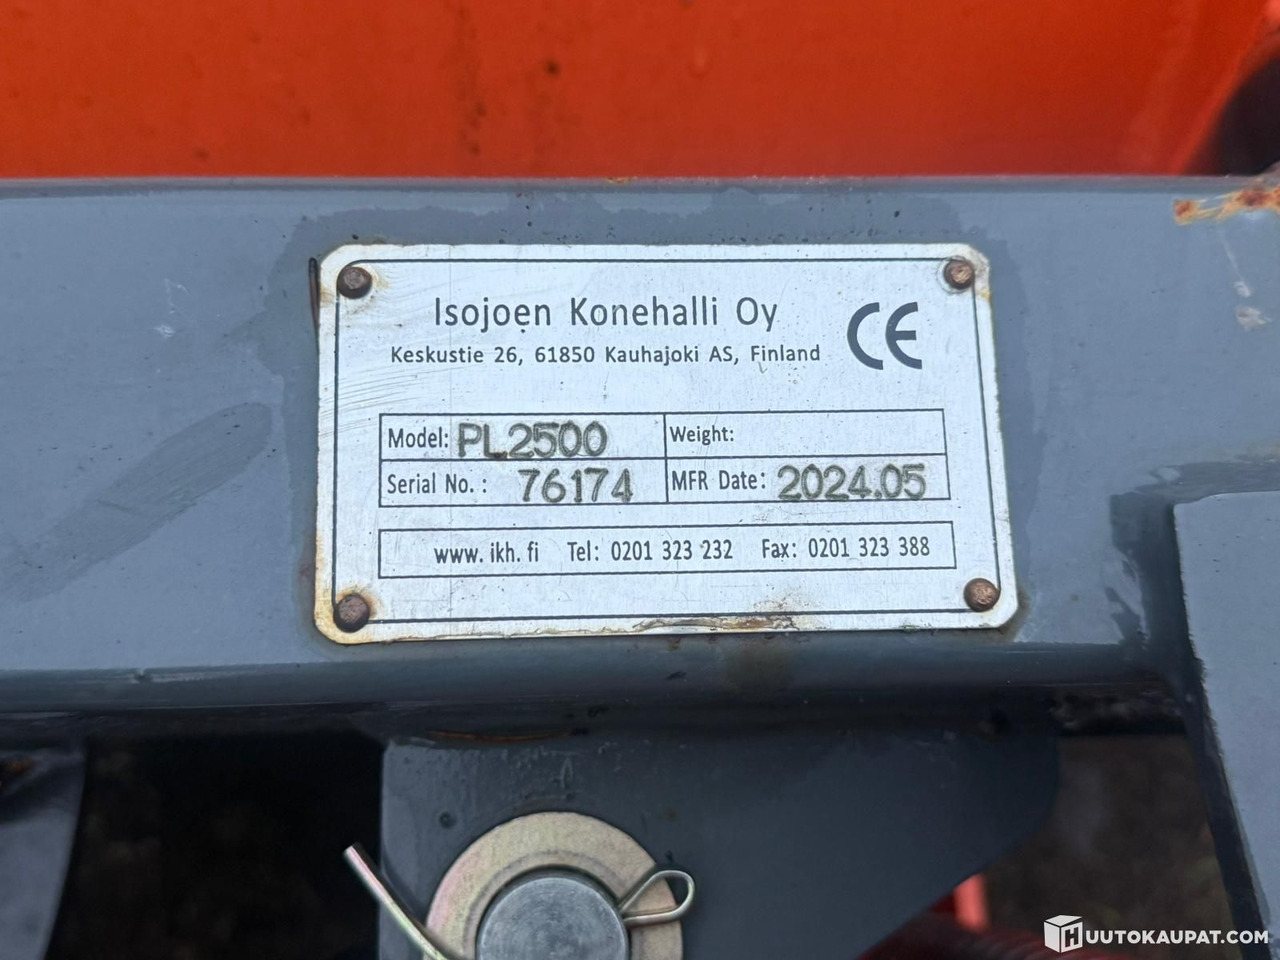 Isojoen Konehalli Oy
CE
Keskustie 26, 61850 Kauhajoki AS, Finland
Model: PL2500 Weight:
Serial No.: 76174 MFR Date: 2024.05
www.ikh.fi Tel: 0201 323 232 Fax: 0201 323 388
HUUTOKAUPAT.COM